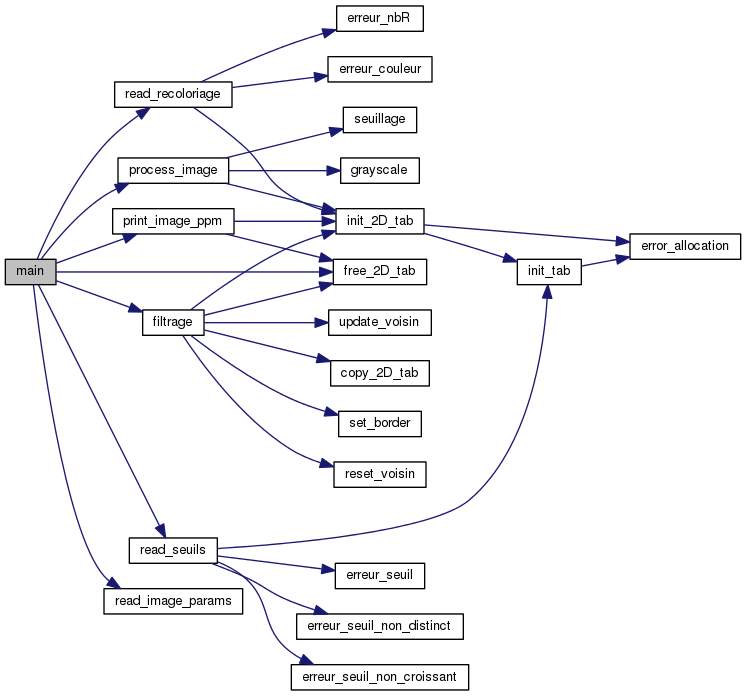 erreur_nbR
erreur_couleur
read_recoloriage
seuillage
process_image
grayscale
print_image_ppm
init_2D_tab
error_allocation
main
free_2D_tab
init_tab
filtrage
update_voisin
copy_2D_tab
set_border
reset_voisin
read_seuils
erreur_seuil
read_image_params
erreur_seuil_non_distinct
erreur_seuil_non_croissant